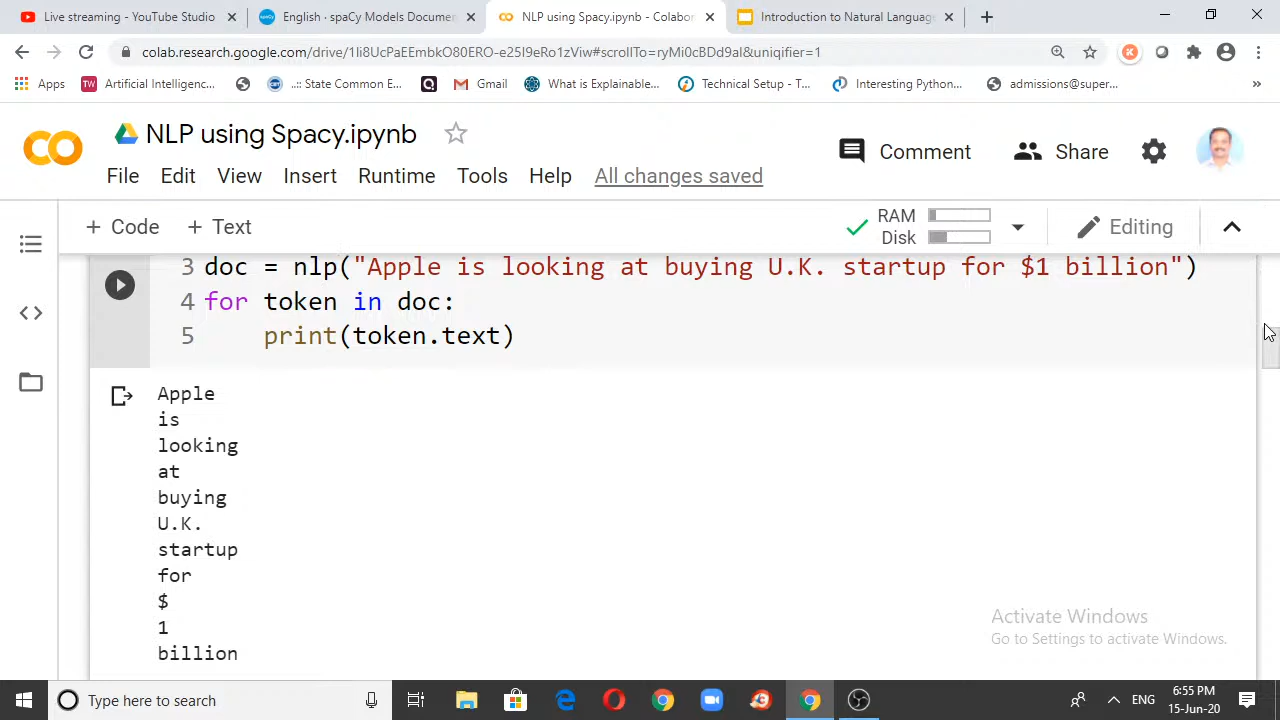 Live streaming - YouTube Studio
English · spaCy Models Documen
NLP using Spacy.ipynb - Colabor
Introduction to Natural Languag
colab.research.google.com/drive/1Ii8UcPaEEmbkO80ERO-e25I9eRo1zViw#scrollTo=ryMi0cBDd9aI&uniqifier=1
K
Apps
TW Artificial Intelligenc...
..:: State Common E...
Gmail
What is Explainable...
Technical Setup - T...
Interesting Python...
admissions@super...
»
NLP using Spacy.ipynb
Comment
Share
File Edit View Insert Runtime Tools Help All changes saved
+ Code + Text
RAM
Disk
Editing
3 doc = nlp("Apple is looking at buying U.K. startup for $1 billion")
4 for token in doc:
5 print(token.text)
Apple
is
looking
at
buying
U.K.
startup
for
$
1
billion
Activate Windows
Go to Settings to activate Windows.
Type here to search
ENG
6:55 PM
15-Jun-20